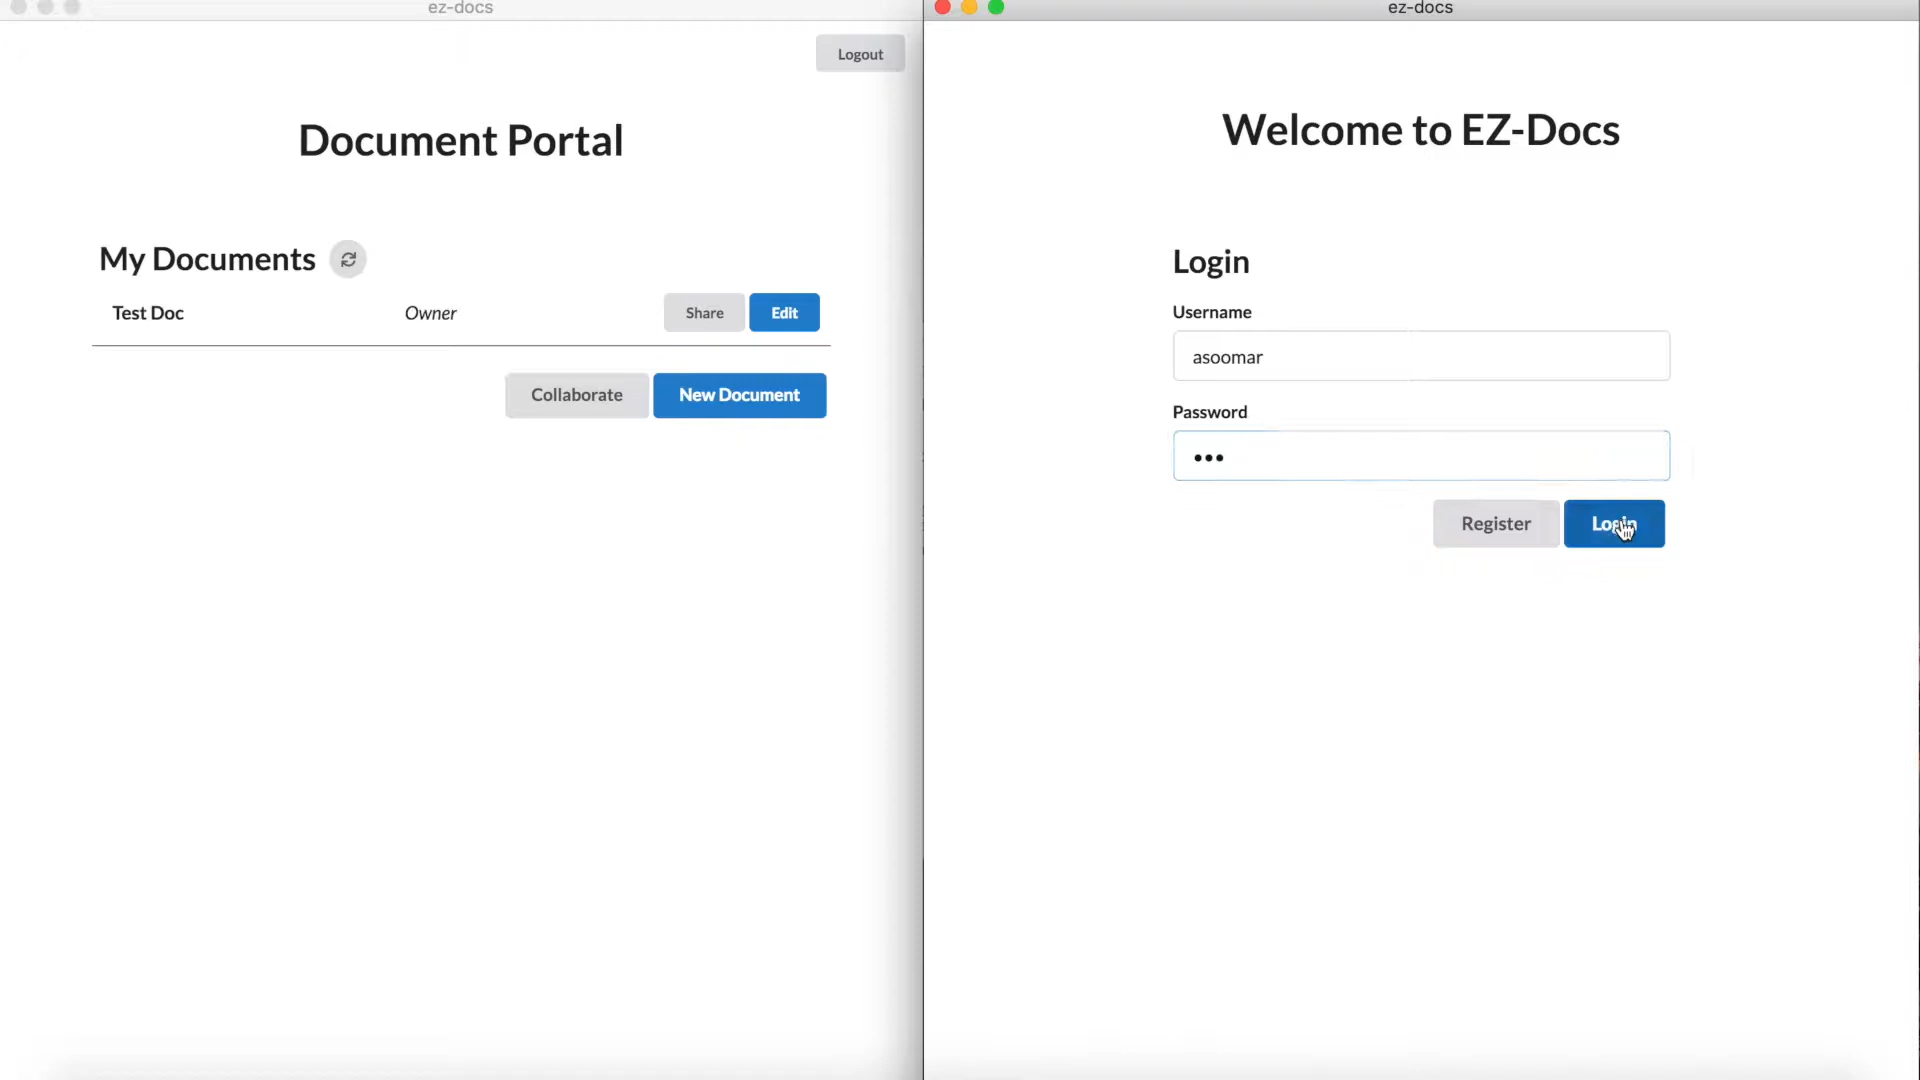 ez-docs
Logout
Document Portal
My Documents
Test Doc Owner Share Edit
Collaborate New Document
ez-docs
Welcome to EZ-Docs
Login
Username
asoomar
Password
•••
Register Login